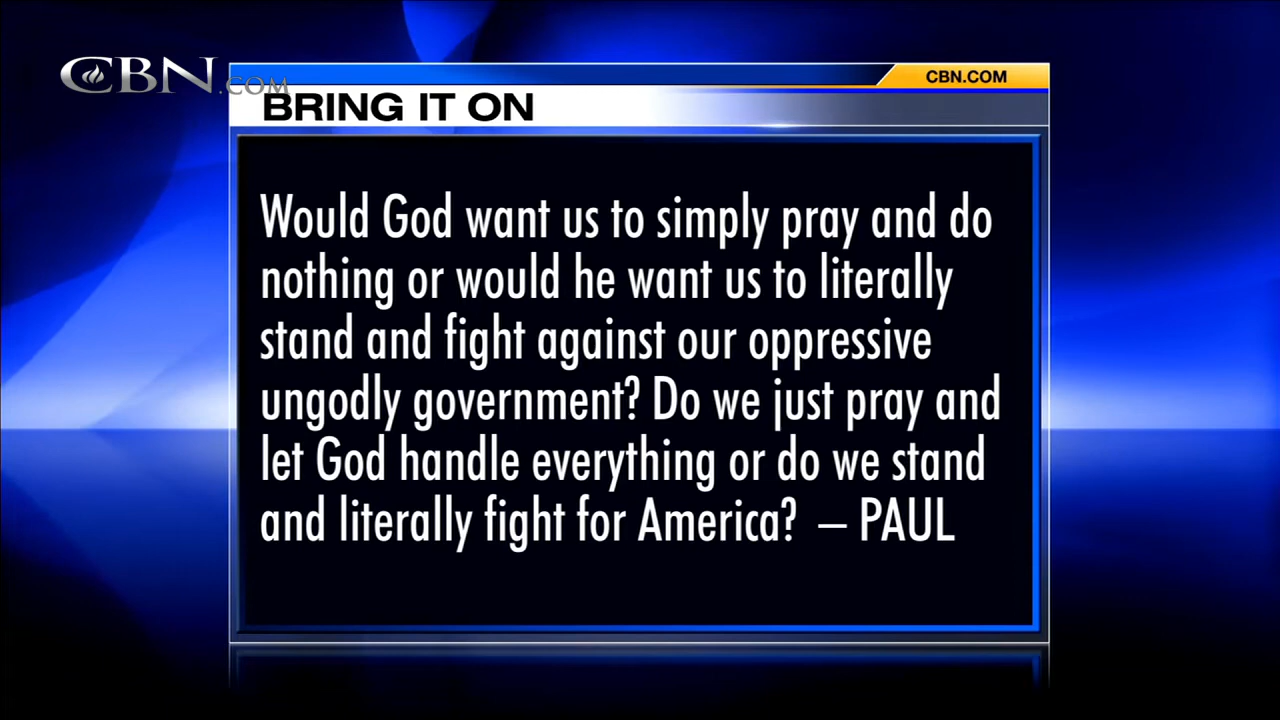 CBN.COM
CBN.COM
BRING IT ON
Would God want us to simply pray and do
nothing or would he want us to literally
stand and fight against our oppressive
ungodly government? Do we just pray and
let God handle everything or do we stand
and literally fight for America? – PAUL